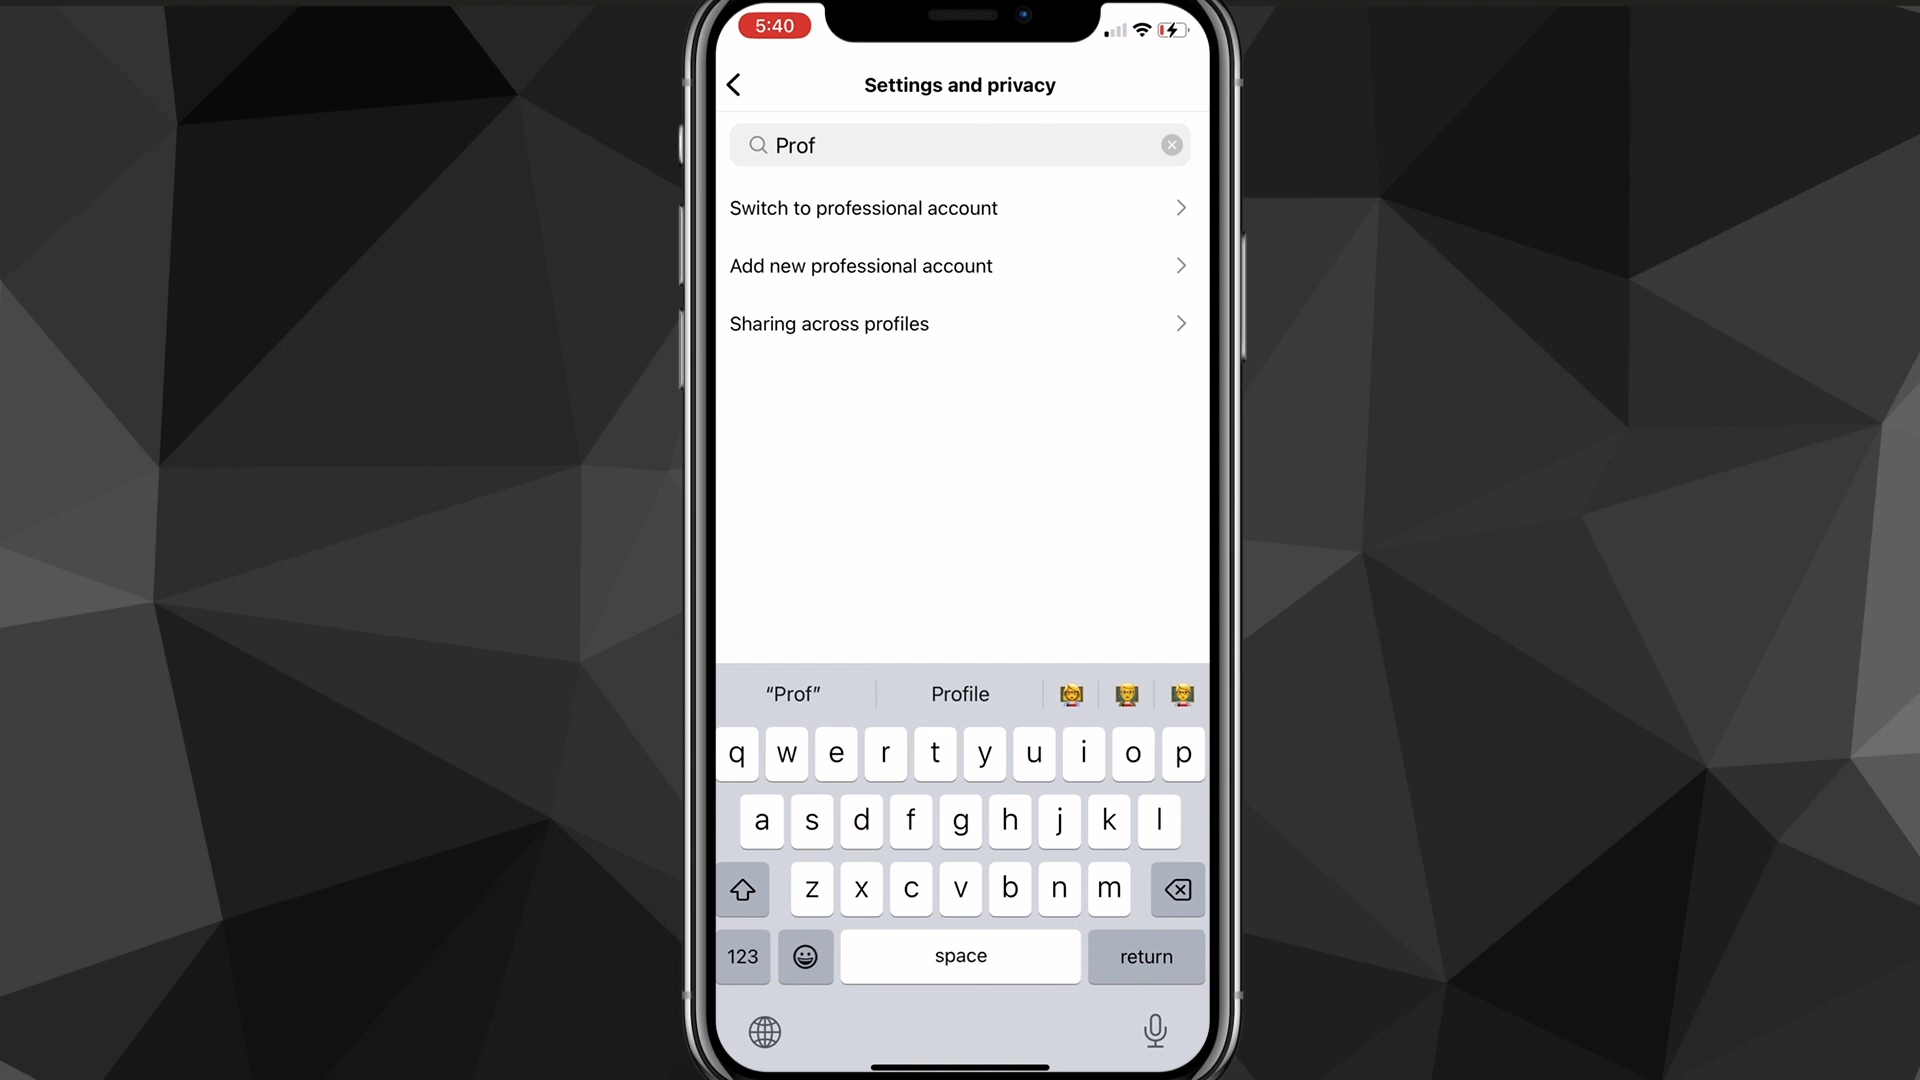 5:40
Settings and privacy
Prof
Switch to professional account
Add new professional account
Sharing across profiles
“Prof” Profile
q w e r t y u i o p
a s d f g h j k l
z x c v b n m
123 space return